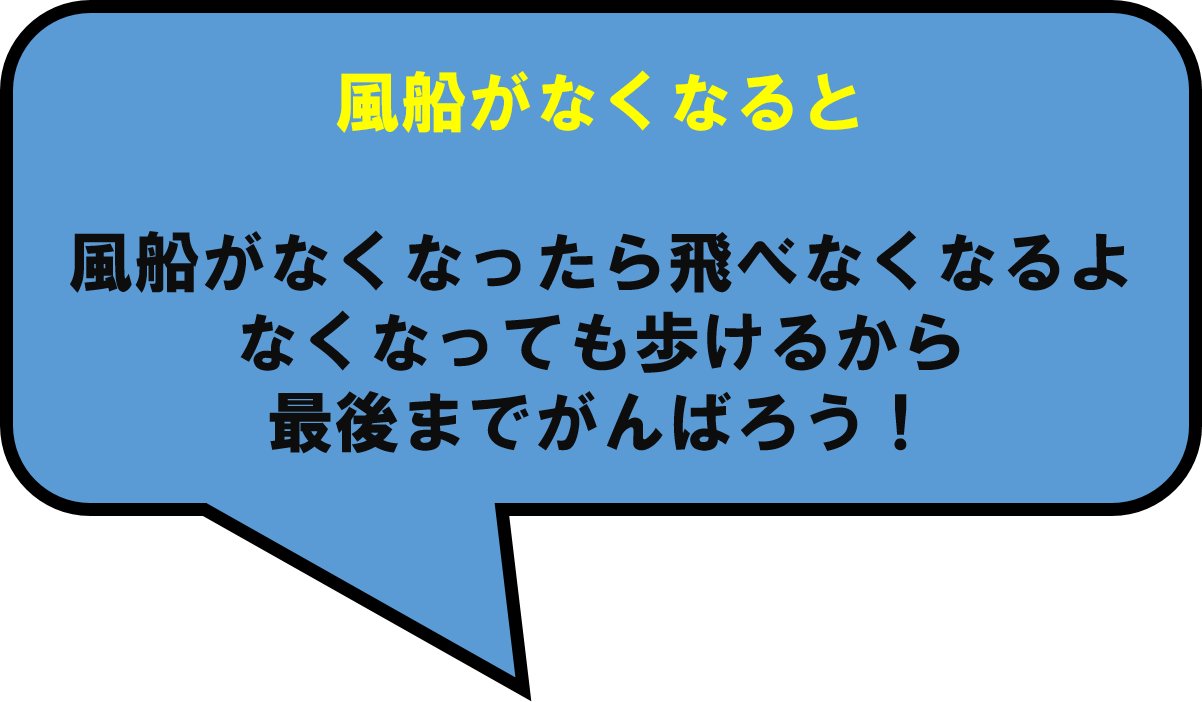 風船がなくなると
風船がなくなったら飛べなくなるよ
なくなっても歩けるから
最後までがんばろう！